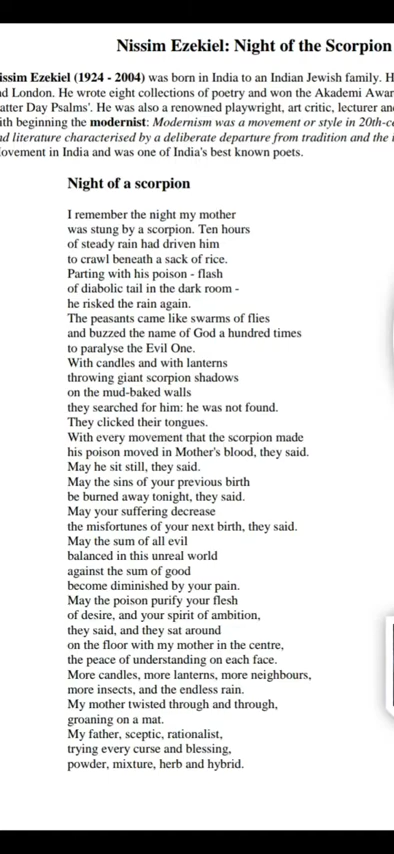 Nissim Ezekiel: Night of the Scorpion
issim Ezekiel (1924 - 2004) was born in India to an Indian Jewish family. H
nd London. He wrote eight collections of poetry and won the Akademi Awar
atter Day Psalms'. He was also a renowned playwright, art critic, lecturer an
ith beginning the modernist: Modernism was a movement or style in 20th-c
nd literature characterised by a deliberate departure from tradition and the i
ovement in India and was one of India's best known poets.
Night of a scorpion
I remember the night my mother
was stung by a scorpion. Ten hours
of steady rain had driven him
to crawl beneath a sack of rice.
Parting with his poison - flash
of diabolic tail in the dark room -
he risked the rain again.
The peasants came like swarms of flies
and buzzed the name of God a hundred times
to paralyse the Evil One.
With candles and with lanterns
throwing giant scorpion shadows
on the mud-baked walls
they searched for him: he was not found.
They clicked their tongues.
With every movement that the scorpion made
his poison moved in Mother's blood, they said.
May he sit still, they said.
May the sins of your previous birth
be burned away tonight, they said.
May your suffering decrease
the misfortunes of your next birth, they said.
May the sum of all evil
balanced in this unreal world
against the sum of good
become diminished by your pain.
May the poison purify your flesh
of desire, and your spirit of ambition,
they said, and they sat around
on the floor with my mother in the centre,
the peace of understanding on each face.
More candles, more lanterns, more neighbours,
more insects, and the endless rain.
My mother twisted through and through,
groaning on a mat.
My father, sceptic, rationalist,
trying every curse and blessing,
powder, mixture, herb and hybrid.